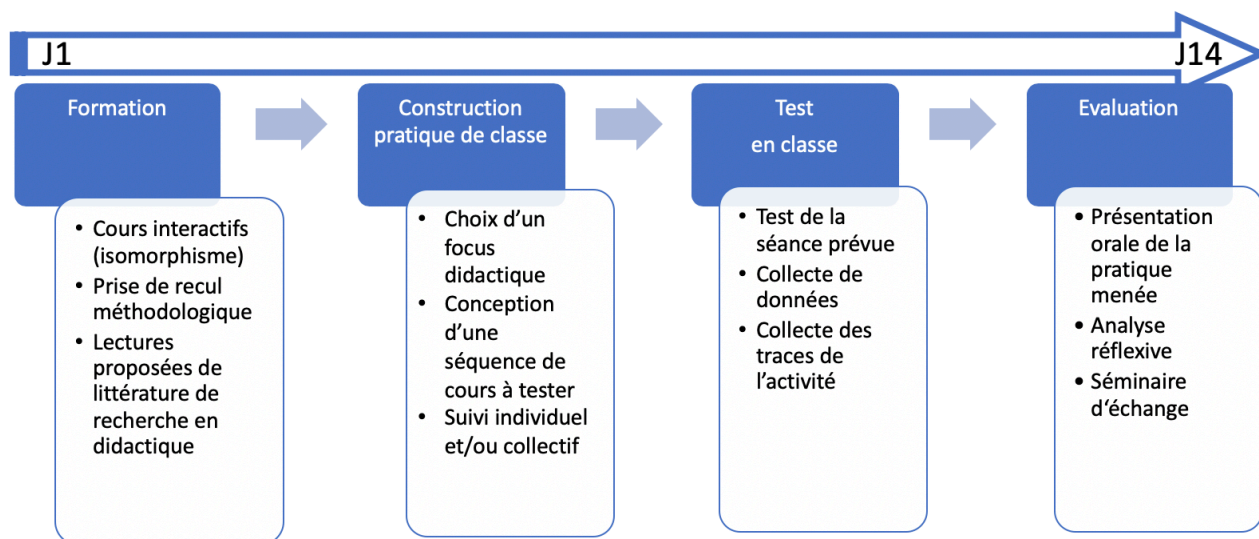 J1
J14
Formation
• Cours interactifs
(isomorphisme)
• Prise de recul
méthodologique
• Lectures
proposées de
littérature de
recherche en
didactique
Construction
pratique de classe
• Choix d’un
focus
didactique
• Conception
d’une
séquence de
cours à tester
• Suivi individuel
et/ou collectif
Test
en classe
• Test de la
séance prévue
• Collecte de
données
• Collecte des
traces de
l’activité
Evaluation
• Présentation
orale de la
pratique
menée
• Analyse
réflexive
• Séminaire
d‘échange